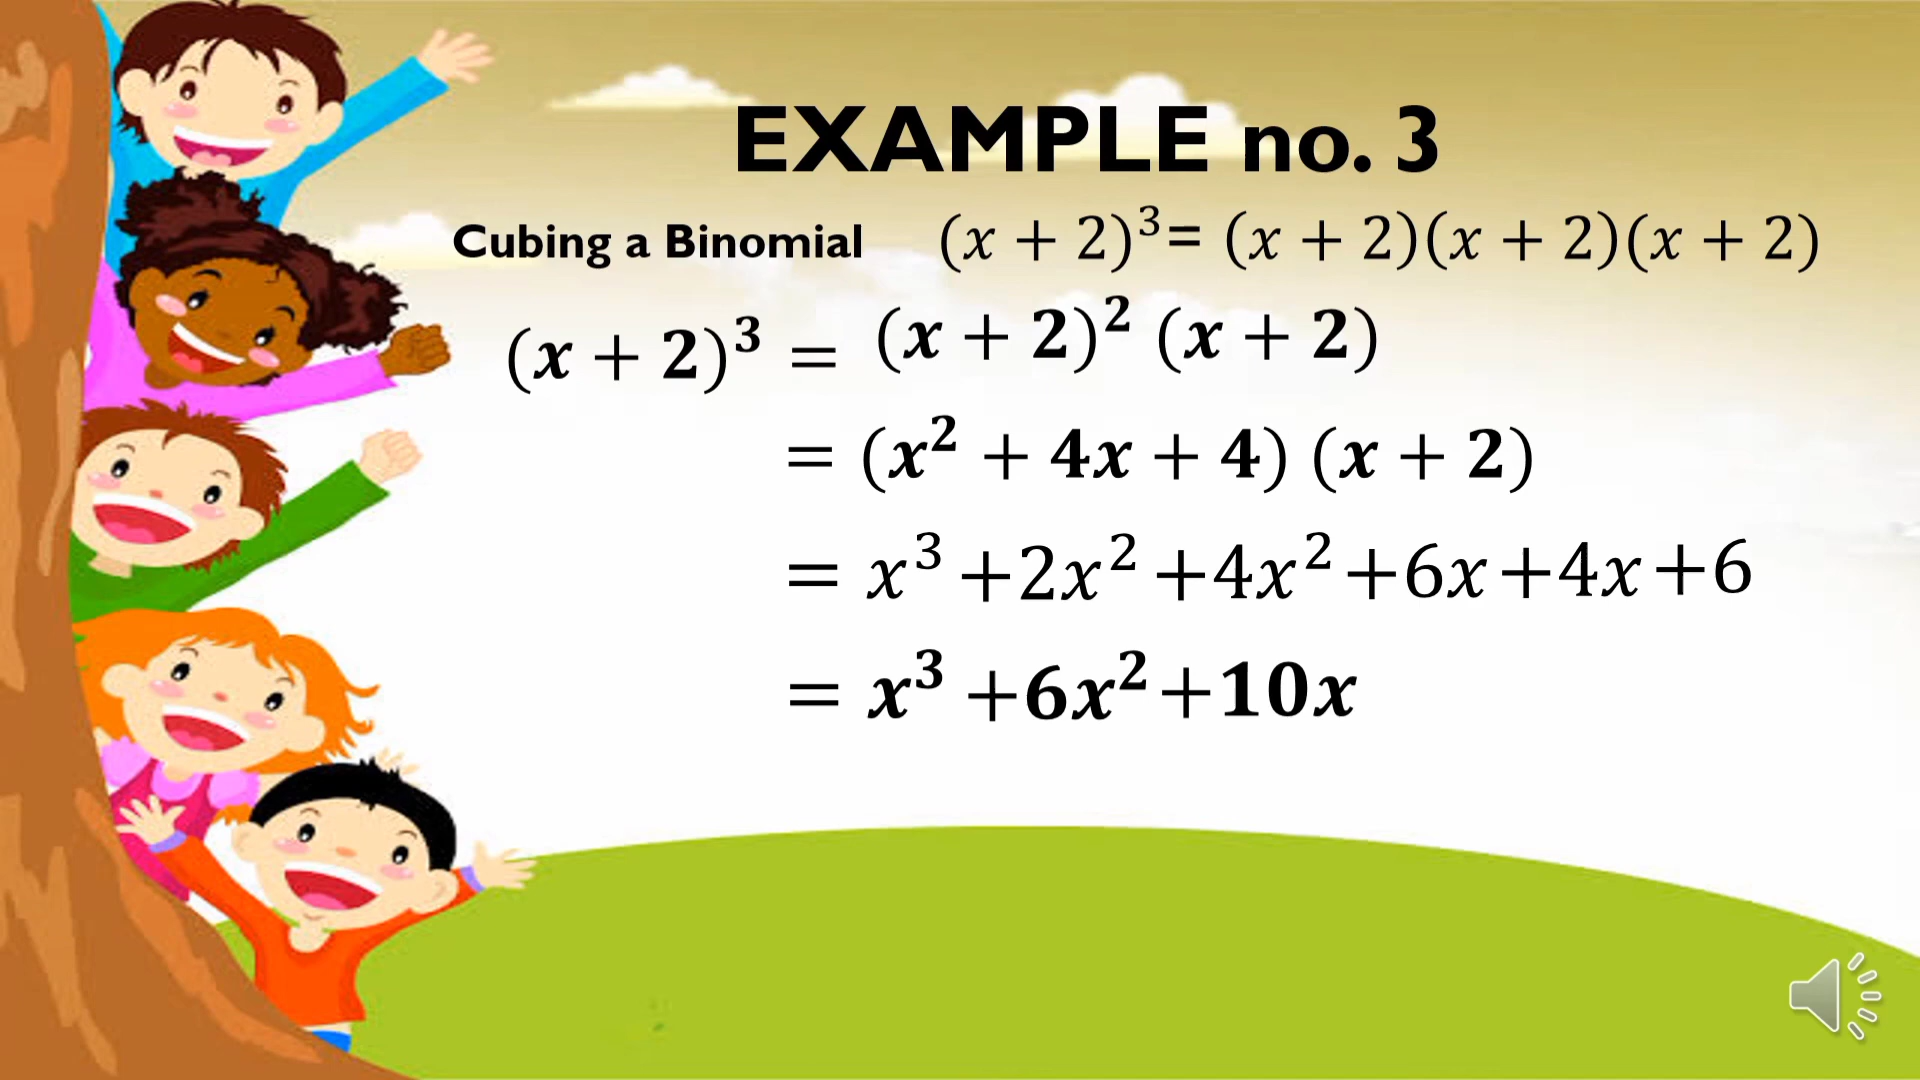 EXAMPLE no. 3
Cubing a Binomial (x + 2)³= (x + 2)(x + 2)(x + 2)
(x + 2)³ = (x + 2)² (x + 2)
= (x² + 4x + 4) (x + 2)
= x³ +2x² +4x² +6x +4x +6
= x³ +6x² +10x